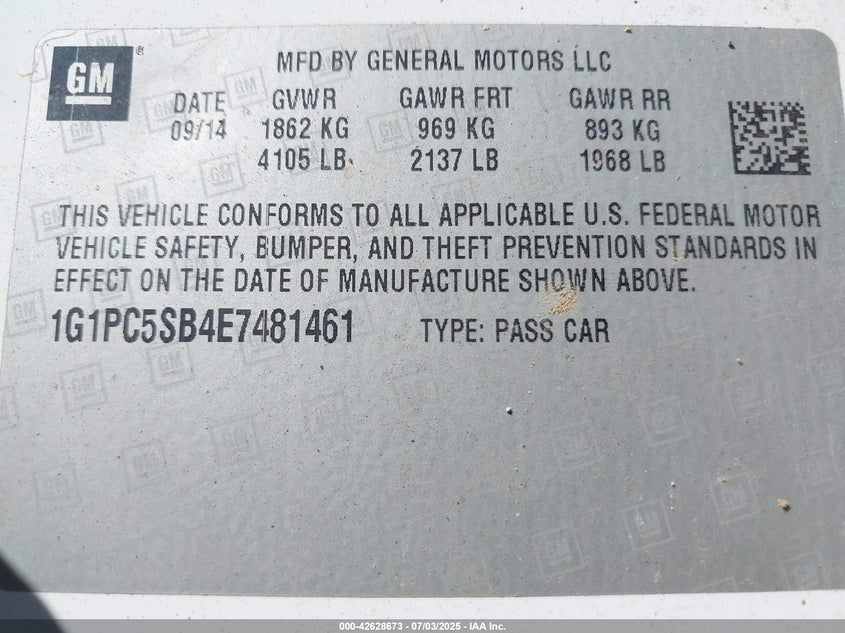 GM ®
MFD BY GENERAL MOTORS LLC
DATE GVWR GAWR FRT GAWR RR
09/14 1862 KG 969 KG 893 KG
4105 LB 2137 LB 1968 LB
THIS VEHICLE CONFORMS TO ALL APPLICABLE U.S. FEDERAL MOTOR
VEHICLE SAFETY, BUMPER, AND THEFT PREVENTION STANDARDS IN
EFFECT ON THE DATE OF MANUFACTURE SHOWN ABOVE.
1G1PC5SB4E7481461 TYPE: PASS CAR
000-42628673 - 07/03/2025 - IAA Inc.